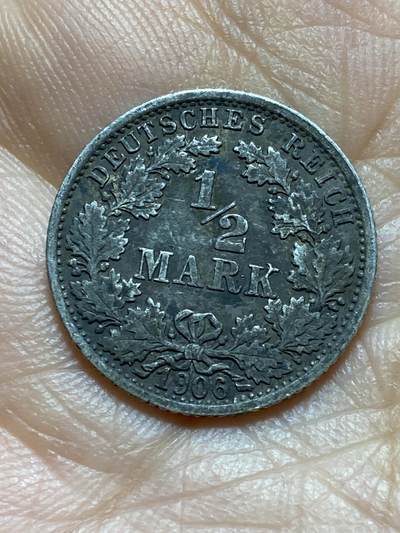 DEUTSCHES REICH
1/2
MARK
1906